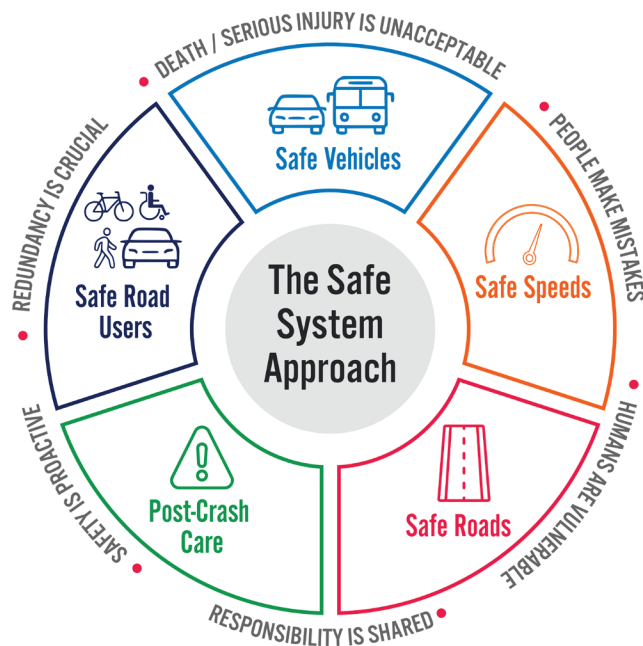 DEATH / SERIOUS INJURY IS UNACCEPTABLE
PEOPLE MAKE MISTAKES
HUMANS ARE VULNERABLE
RESPONSIBILITY IS SHARED
SAFETY IS PROACTIVE
REDUNDANCY IS CRUCIAL
Safe Vehicles
Safe Speeds
Safe Roads
Post-Crash
Care
Safe Road
Users
The Safe
System
Approach